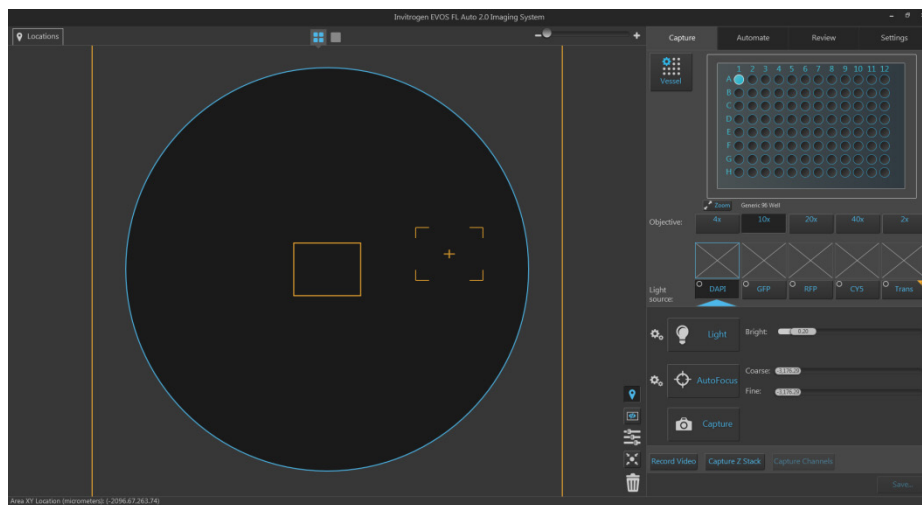 Invitrogen EVOS FL Auto 2.0 Imaging System
Locations
Capture Automate Review Settings
Vessel
1 2 3 4 5 6 7 8 9 10 11 12
A
B
C
D
E
F
G
H
Zoom Generic 96 Well
Objective: 4x 10x 20x 40x 2x
Light source: DAPI GFP RFP CY5 Trans
Light Bright: 0.20
AutoFocus Coarse:
Fine:
Capture
Record Video Capture Z Stack Capture Channels
Save...
Area XY Location (micrometers): (-2096.67,263.74)